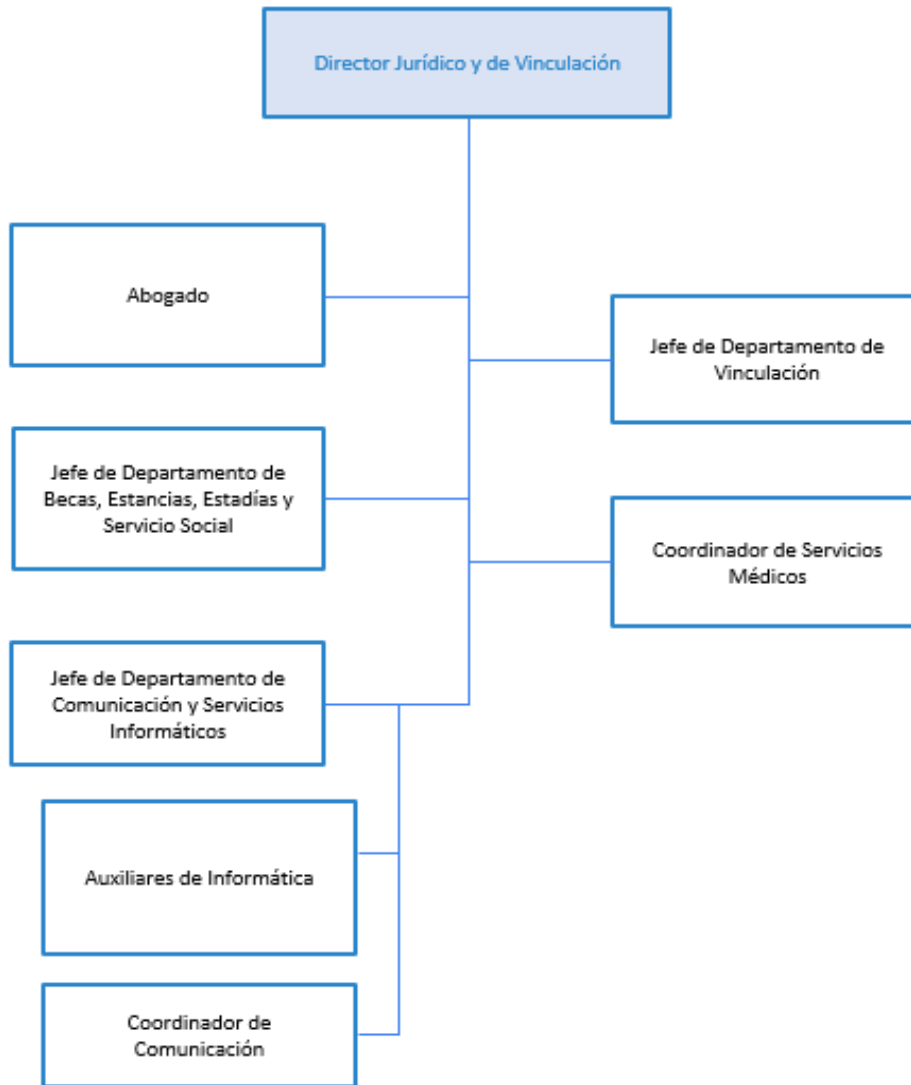 Director Jurídico y de Vinculación
Abogado
Jefe de Departamento de
Vinculación
Jefe de Departamento de
Becas, Estancias, Estadías y
Servicio Social
Coordinador de Servicios
Médicos
Jefe de Departamento de
Comunicación y Servicios
Informáticos
Auxiliares de Informática
Coordinador de
Comunicación